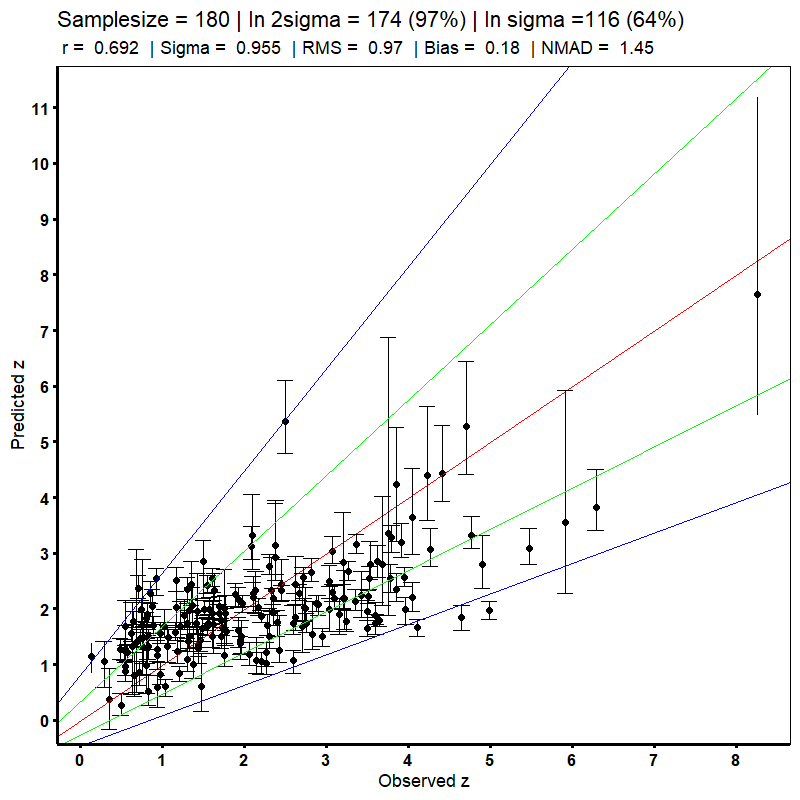 Samplesize = 180 | In 2sigma = 174 (97%) | In sigma =116 (64%)
r = 0.692 | Sigma = 0.955 | RMS = 0.97 | Bias = 0.18 | NMAD = 1.45
11
10
9
8
7
6
5
4
3
2
1
0
Predicted z
0 1 2 3 4 5 6 7 8
Observed z